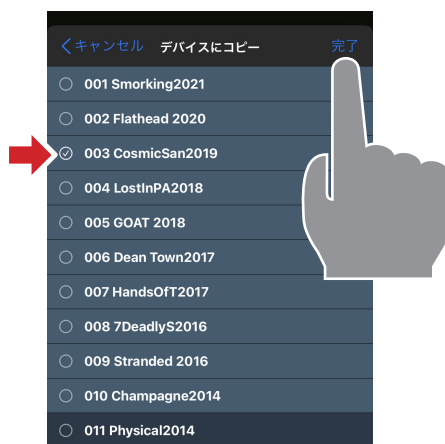 キャンセル デバイスにコピー 完了
001 Smorking2021
002 Flathead 2020
003 CosmicSan2019
004 LostInPA2018
005 GOAT 2018
006 Dean Town2017
007 HandsOfT2017
008 7DeadlyS2016
009 Stranded 2016
010 Champagne2014
011 Physical2014